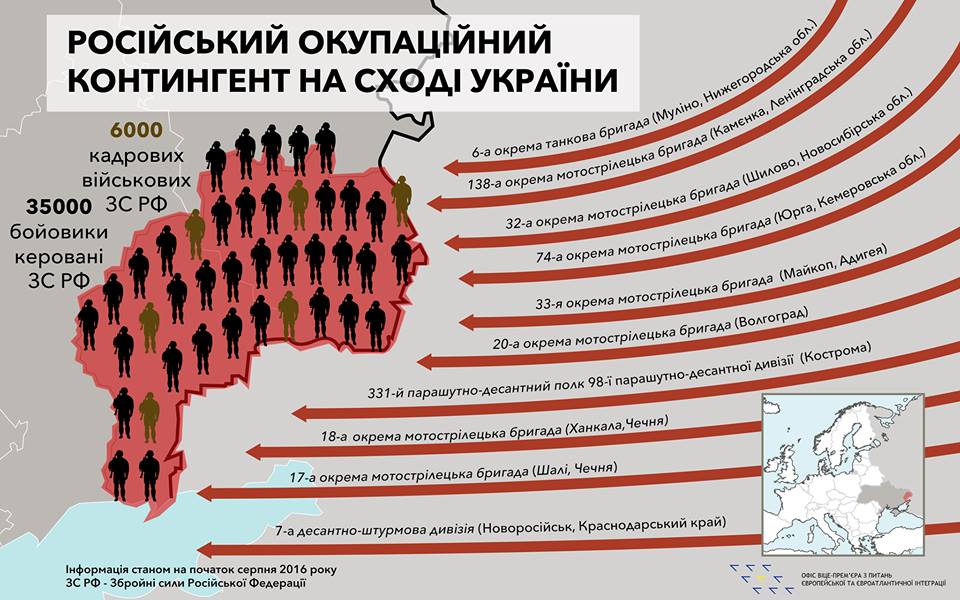 РОСІЙСЬКИЙ ОКУПАЦІЙНИЙ
КОНТИНГЕНТ НА СХОДІ УКРАЇНИ
6000
кадрових
військових
ЗС РФ
35000
бойовики
керовані
ЗС РФ
6-а окрема танкова бригада (Муліно, Нижегородська обл.)
138-а окрема мотострілецька бригада (Камєнка, Ленінградська обл.)
32-а окрема мотострілецька бригада (Шилово, Новосибірська обл.)
74-а окрема мотострілецька бригада (Юрга, Кемеровська обл.)
33-я окрема мотострілецька бригада (Майкоп, Адигея)
20-а окрема мотострілецька бригада (Волгоград)
331-й парашутно-десантний полк 98-ї парашутно-десантної дивізії (Кострома)
18-а окрема мотострілецька бригада (Ханкала,Чечня)
17-а окрема мотострілецька бригада (Шалі, Чечня)
7-а десантно-штурмова дивізія (Новоросійськ, Краснодарський край)
Інформація станом на початок серпня 2016 року
ЗС РФ - Збройні сили Російської Федерації
ОФІС ВІЦЕ-ПРЕМ'ЄРА З ПИТАНЬ
ЄВРОПЕЙСЬКОЇ ТА ЄВРОАТЛАНТИЧНОЇ ІНТЕГРАЦІЇ